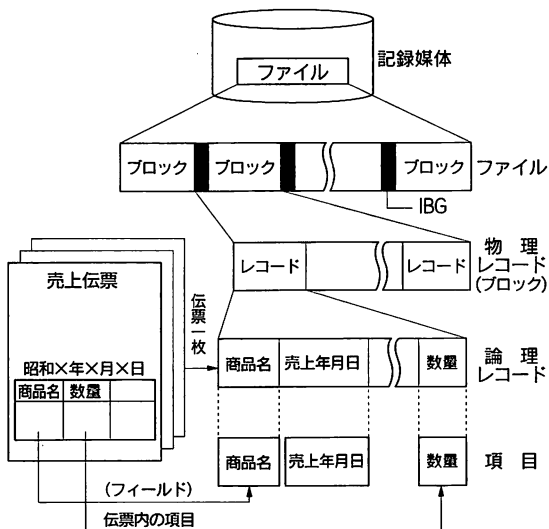 記録媒体
ファイル
ブロック ブロック ブロック ファイル
IBG
レコード レコード
物理
レコード
(ブロック)
売上伝票
昭和×年×月×日
商品名 数量
伝票一枚
商品名 売上年月日 数量
論理
レコード
商品名 売上年月日 数量 項目
(フィールド)
伝票内の項目